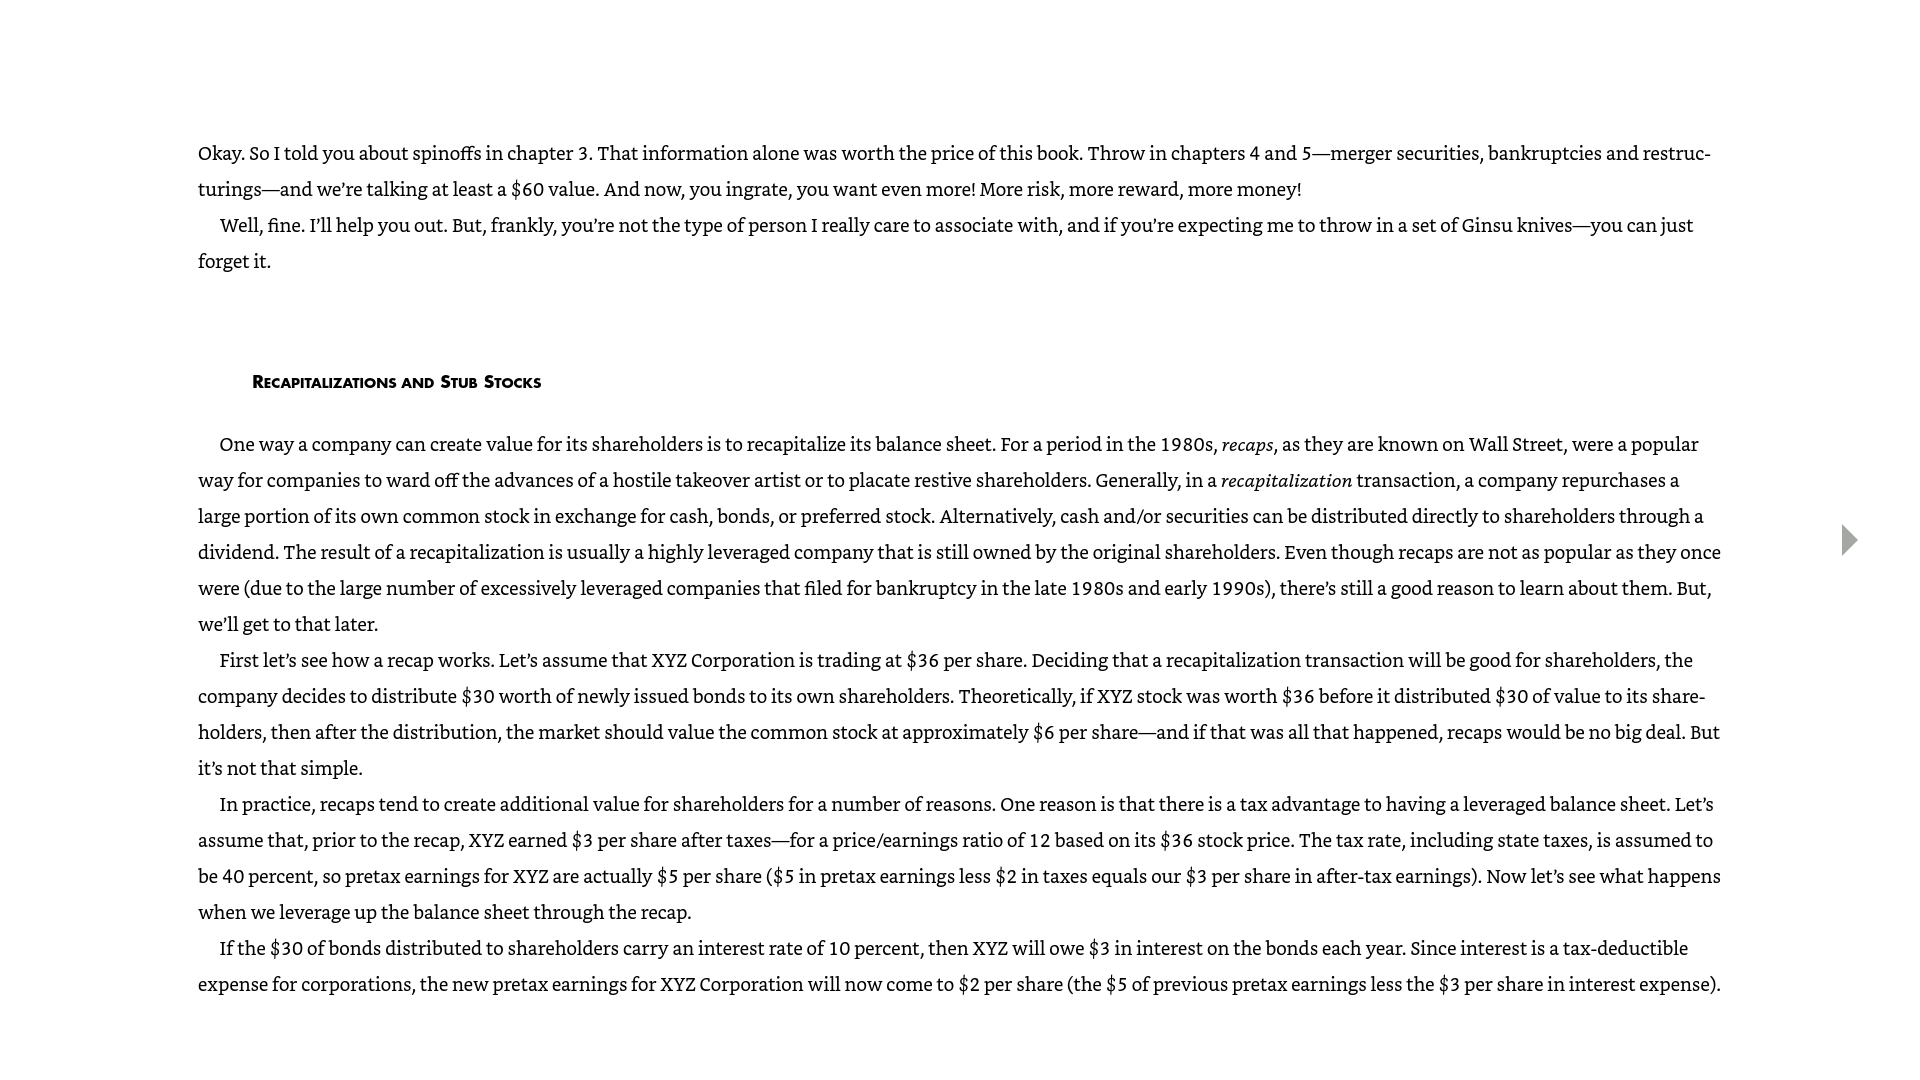 Okay. So I told you about spinoffs in chapter 3. That information alone was worth the price of this book. Throw in chapters 4 and 5—merger securities, bankruptcies and restruc-
turings—and we’re talking at least a $60 value. And now, you ingrate, you want even more! More risk, more reward, more money!
Well, fine. I’ll help you out. But, frankly, you’re not the type of person I really care to associate with, and if you’re expecting me to throw in a set of Ginsu knives—you can just
forget it.
Recapitalizations and Stub Stocks
One way a company can create value for its shareholders is to recapitalize its balance sheet. For a period in the 1980s, recaps, as they are known on Wall Street, were a popular
way for companies to ward off the advances of a hostile takeover artist or to placate restive shareholders. Generally, in a recapitalization transaction, a company repurchases a
large portion of its own common stock in exchange for cash, bonds, or preferred stock. Alternatively, cash and/or securities can be distributed directly to shareholders through a
dividend. The result of a recapitalization is usually a highly leveraged company that is still owned by the original shareholders. Even though recaps are not as popular as they once
were (due to the large number of excessively leveraged companies that filed for bankruptcy in the late 1980s and early 1990s), there’s still a good reason to learn about them. But,
we’ll get to that later.
First let’s see how a recap works. Let’s assume that XYZ Corporation is trading at $36 per share. Deciding that a recapitalization transaction will be good for shareholders, the
company decides to distribute $30 worth of newly issued bonds to its own shareholders. Theoretically, if XYZ stock was worth $36 before it distributed $30 of value to its share-
holders, then after the distribution, the market should value the common stock at approximately $6 per share—and if that was all that happened, recaps would be no big deal. But
it’s not that simple.
In practice, recaps tend to create additional value for shareholders for a number of reasons. One reason is that there is a tax advantage to having a leveraged balance sheet. Let’s
assume that, prior to the recap, XYZ earned $3 per share after taxes—for a price/earnings ratio of 12 based on its $36 stock price. The tax rate, including state taxes, is assumed to
be 40 percent, so pretax earnings for XYZ are actually $5 per share ($5 in pretax earnings less $2 in taxes equals our $3 per share in after-tax earnings). Now let’s see what happens
when we leverage up the balance sheet through the recap.
If the $30 of bonds distributed to shareholders carry an interest rate of 10 percent, then XYZ will owe $3 in interest on the bonds each year. Since interest is a tax-deductible
expense for corporations, the new pretax earnings for XYZ Corporation will now come to $2 per share (the $5 of previous pretax earnings less the $3 per share in interest expense).